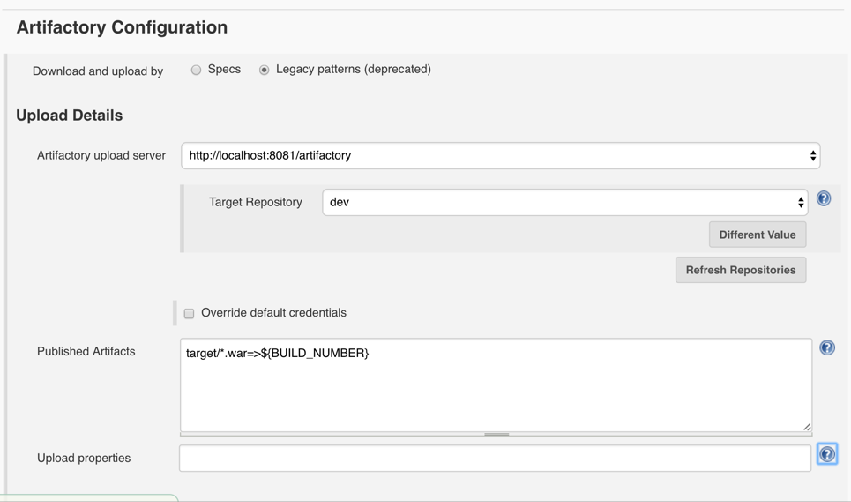 Artifactory Configuration
Download and upload by Specs Legacy patterns (deprecated)
Upload Details
Artifactory upload server http://localhost:8081/artifactory
Target Repository dev
Different Value
Refresh Repositories
Override default credentials
Published Artifacts target/*.war=>${BUILD_NUMBER}
Upload properties